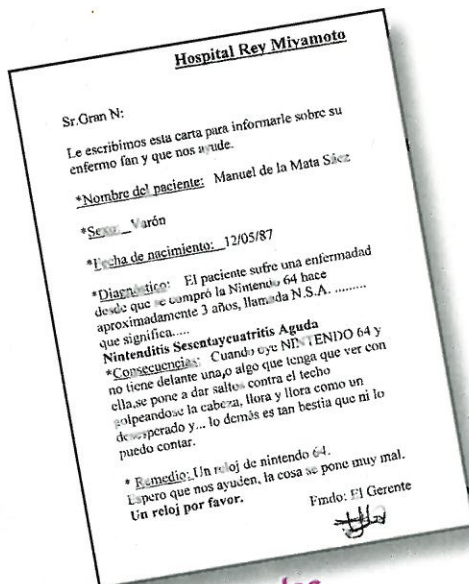 Hospital Rey Miyamoto
Sr.Gran N:
Le escribimos esta carta para informarle sobre su
enfermo fan y que nos ayude.
*Nombre del paciente: Manuel de la Mata Sáez
*Sexo: Varón
*Fecha de nacimiento: 12/05/87
*Diagnóstico: El paciente sufre una enfermadad
desde que se compró la Nintendo 64 hace
aproximadamente 3 años, llamada N.S.A. .........
que significa.....
Nintenditis Sesentaycuatritis Aguda
*Consecuencias: Cuando oye NINTENDO 64 y
no tiene delante una,o algo que tenga que ver con
ella,se pone a dar saltos contra el techo
golpeandose la cabeza, llora y llora como un
desesperado y... lo demás es tan bestia que ni lo
puedo contar.
* Remedio: Un reloj de nintendo 64.
Espero que nos ayuden, la cosa se pone muy mal.
Un reloj por favor.
Fmdo: El Gerente